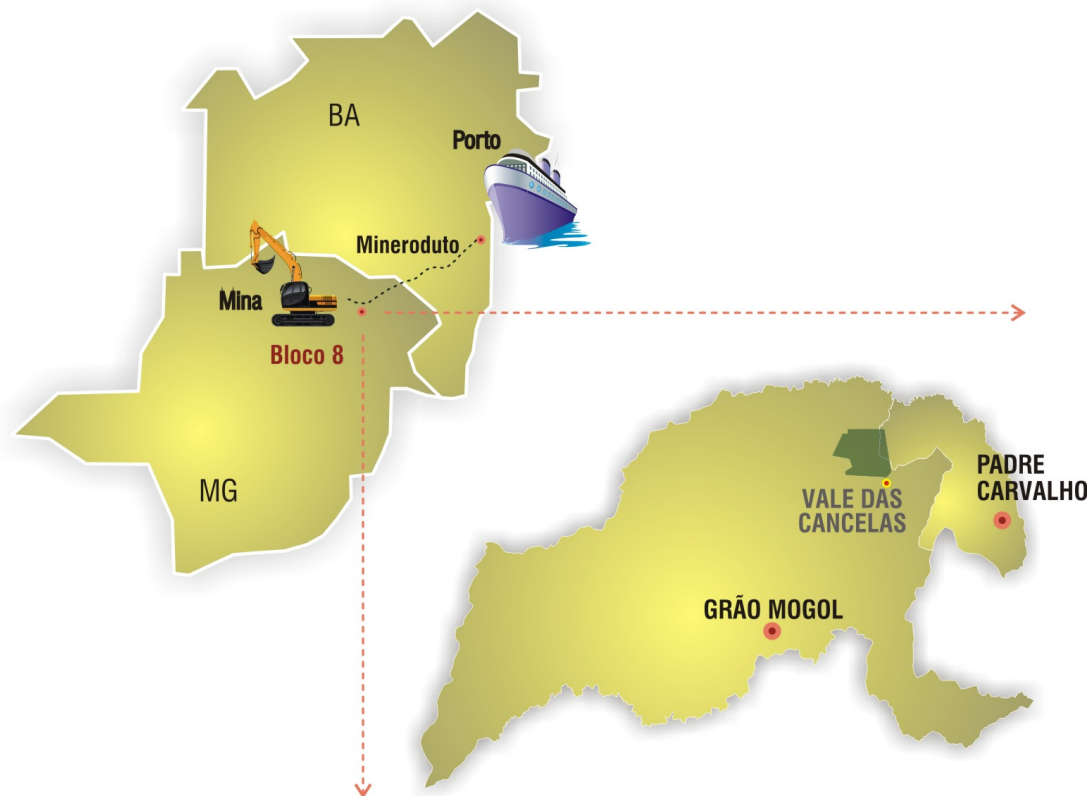 BA
Porto
Mineroduto
Mina
Bloco 8
MG
PADRE
CARVALHO
VALE DAS
CANCELAS
GRÃO MOGOL